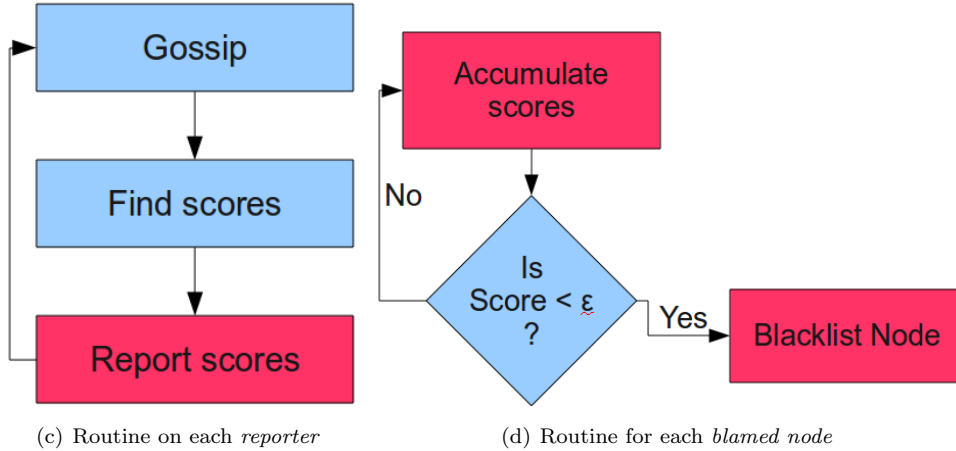 Gossip
Find scores
Report scores
(c) Routine on each reporter
Accumulate
scores
No
Is
Score < ε
?
Yes
Blacklist Node
(d) Routine for each blamed node